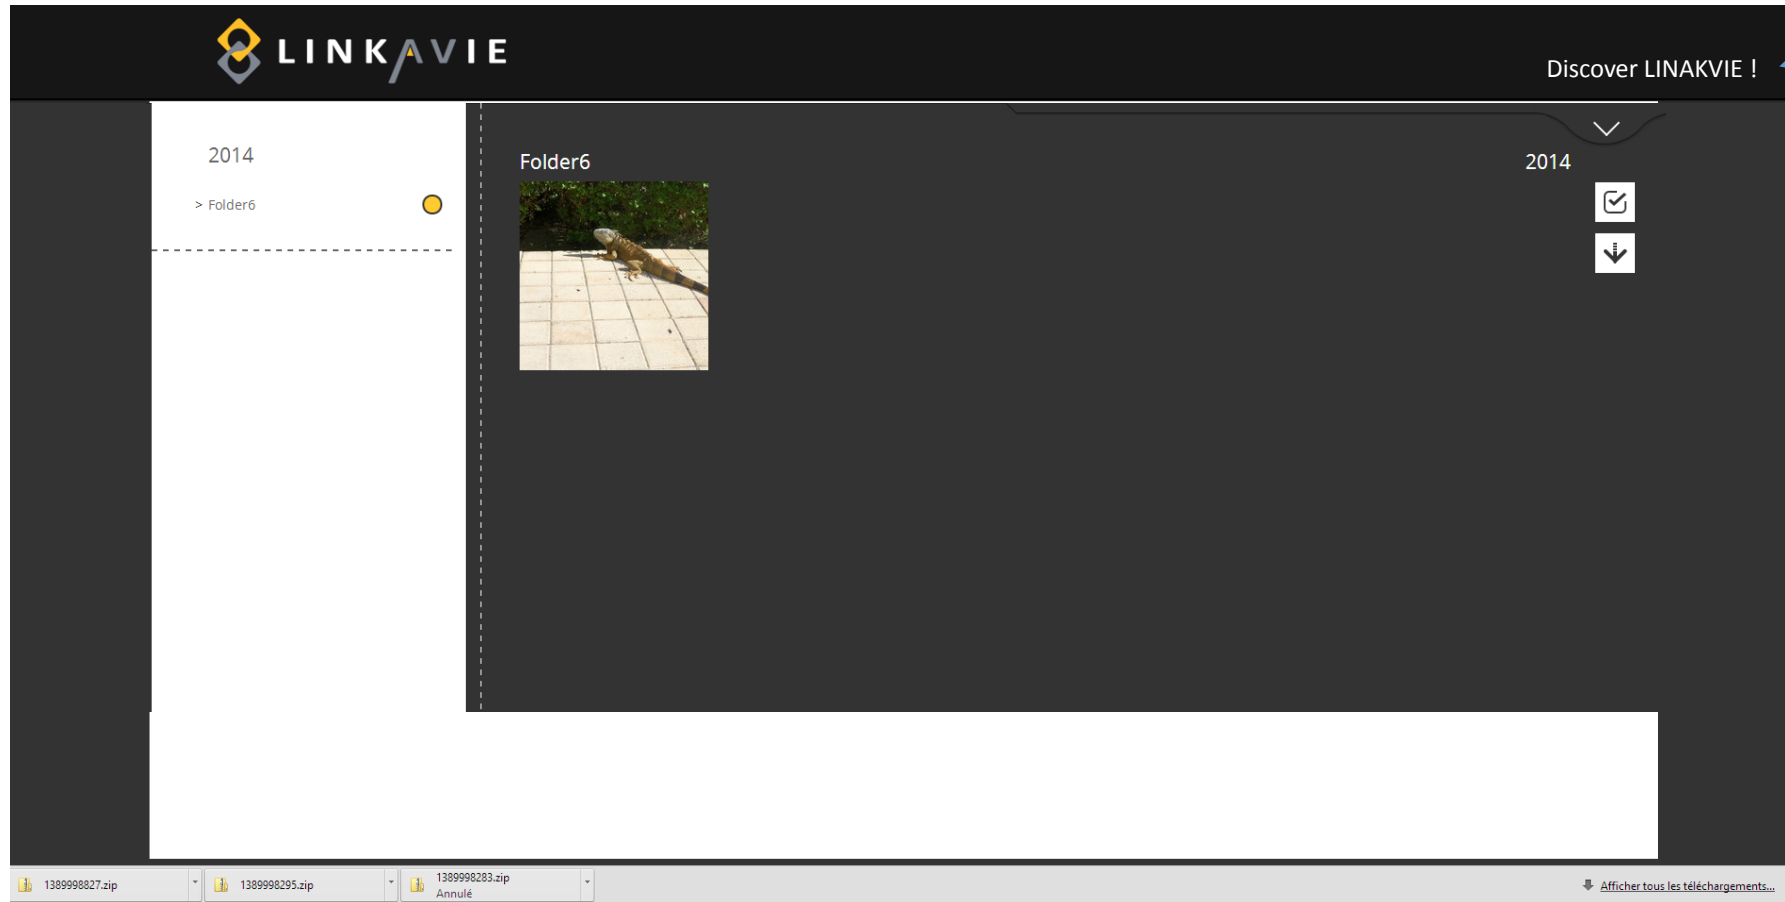 LINKAVIE
Discover LINAKVIE !
2014
> Folder6
Folder6
2014
1389998827.zip
1389998295.zip
1389998283.zip
Annulé
Afficher tous les téléchargements...